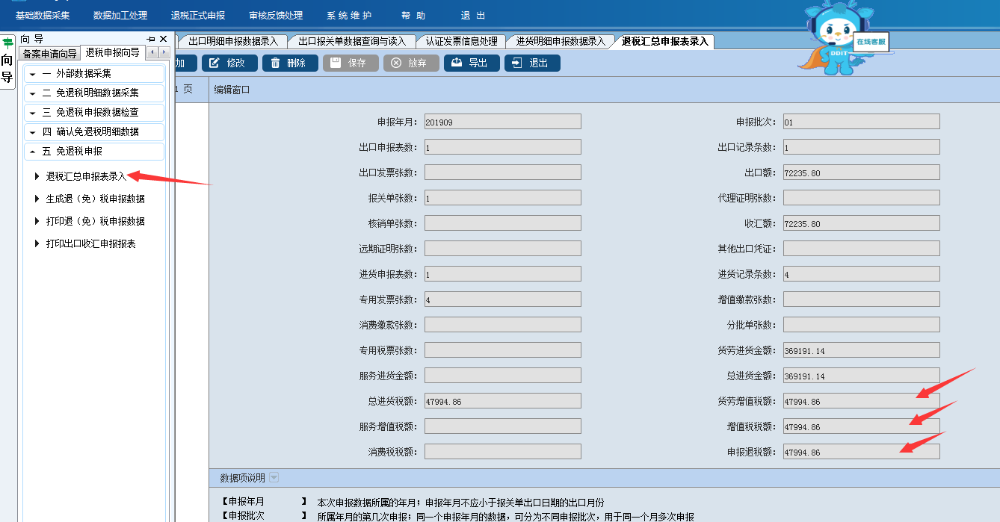 基础数据采集 数据加工处理 退税正式申报 审核反馈处理 系统维护 帮助 退出
在线客服
DDIT
向导
向导
备案申请向导 退税申报向导
一 外部数据采集
二 免退税明细数据采集
三 免退税申报数据检查
四 确认免退税明细数据
五 免退税申报
退税汇总申报表录入
生成退（免）税申报数据
打印退（免）税申报数据
打印出口收汇申报报表
出口明细申报数据录入 出口报关单数据查询与读入 认证发票信息处理 进货明细申报数据录入 退税汇总申报表录入
加 修改 删除 保存 放弃 导出 退出
页
编辑窗口
申报年月： 201909 申报批次： 01
出口申报表数： 1 出口记录条数： 1
出口发票张数： 出口额： 72235.80
报关单张数： 1 代理证明张数：
核销单张数： 收汇额： 72235.80
远期证明张数： 其他出口凭证：
进货申报表数： 1 进货记录条数： 4
专用发票张数： 4 增值缴款张数：
消费缴款张数： 分批单张数：
专用税票张数： 货劳进货金额： 369191.14
服务进货金额： 总进货金额： 369191.14
总进货税额： 47994.86 货劳增值税额： 47994.86
服务增值税额： 增值税税额： 47994.86
消费税税额： 申报退税额： 47994.86
数据项说明
【申报年月 】 本次申报数据所属的年月；申报年月不应小于报关单出口日期的出口月份
【申报批次 】 所属年月的第几次申报；同一个申报年月的数据，可分为不同申报批次，用于同一个月多次申报